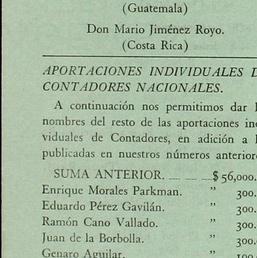 (Guatemala)
Don Mario Jiménez Royo.
(Costa Rica)
APORTACIONES INDIVIDUALES
CONTADORES NACIONALES.
A continuación nos permitimos dar
nombres del resto de las aportaciones
viduales de Contadores, en adición a
publicadas en nuestros números
SUMA ANTERIOR. $ 56,000.
Enrique Morales Parkman. " 300.
Eduardo Pérez Gavilán. " 300.
Ramón Cano Vallado. " 300.
Juan de la Borbolla. " 300.
Genaro Aguilar. "